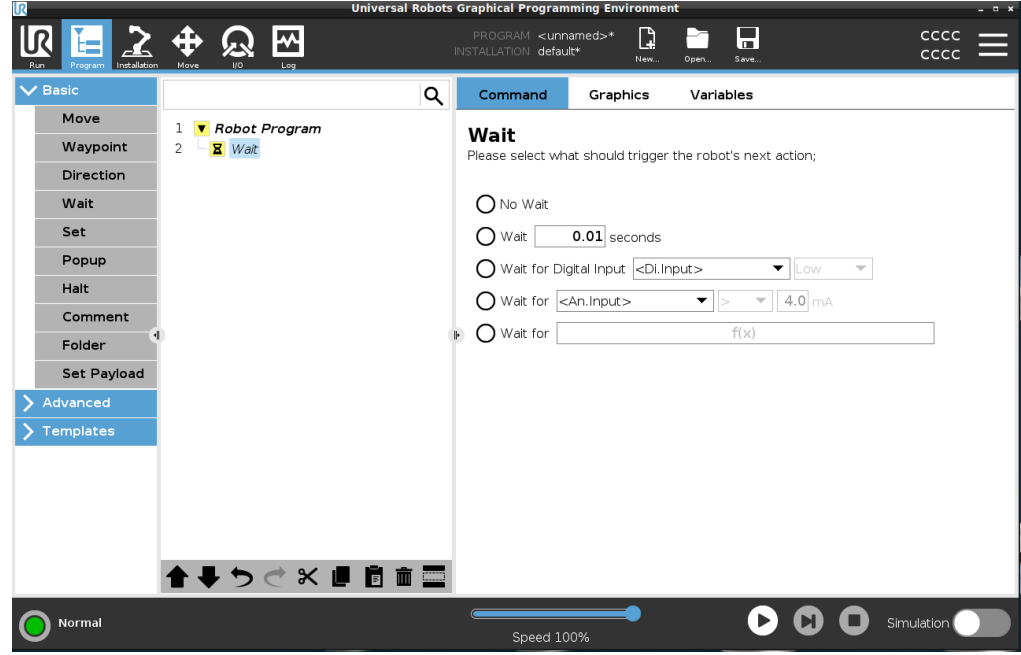 UR
Universal Robots Graphical Programming Environment
UR
Run
Program
Installation
Move
I/O
Log
PROGRAM <unnamed>*
INSTALLATION default*
New...
Open...
Save...
cccc
cccc
Basic
Move
Waypoint
Direction
Wait
Set
Popup
Halt
Comment
Folder
Set Payload
Advanced
Templates
1 Robot Program
2 Wait
Command
Graphics
Variables
Wait
Please select what should trigger the robot's next action;
No Wait
Wait 0.01 seconds
Wait for Digital Input <Di.Input> Low
Wait for <An.Input> > 4.0 mA
Wait for f(x)
Normal
Speed 100%
Simulation